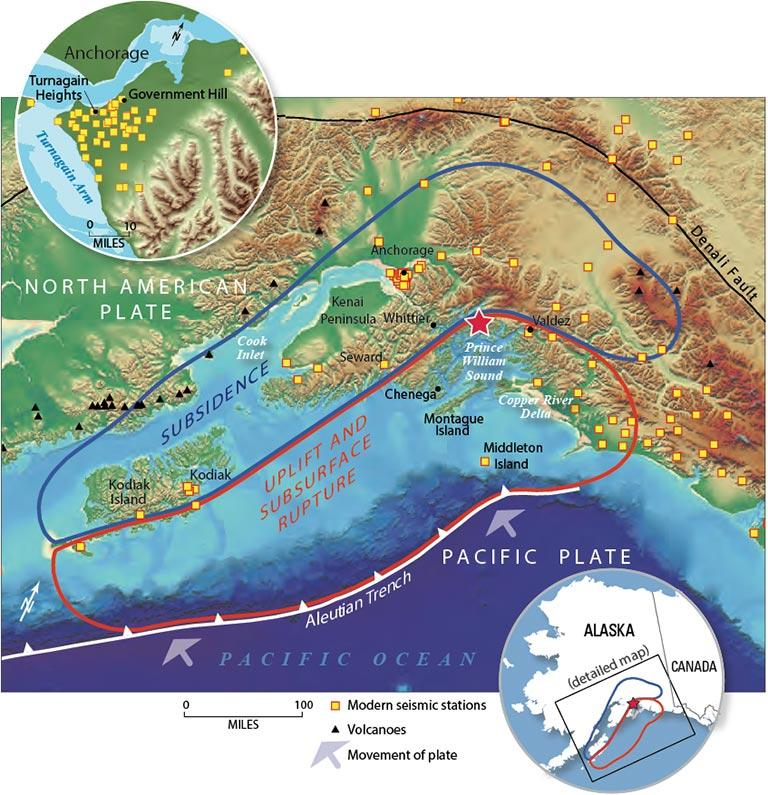 Anchorage
N
Turnagain
Heights
Government Hill
Turnagain Arm
0 10
MILES
Denali Fault
NORTH AMERICAN
PLATE
Anchorage
Kenai
Peninsula
Whittier
Valdez
Cook
Inlet
Prince
William
Sound
Seward
SUBSIDENCE
Chenega
Copper River
Delta
Montague
Island
UPLIFT AND
SUBSURFACE
RUPTURE
Middleton
Island
Kodiak
Island
Kodiak
PACIFIC PLATE
N
Aleutian Trench
PACIFIC OCEAN
ALASKA
(detailed map)
CANADA
0 100
MILES
Modern seismic stations
Volcanoes
Movement of plate